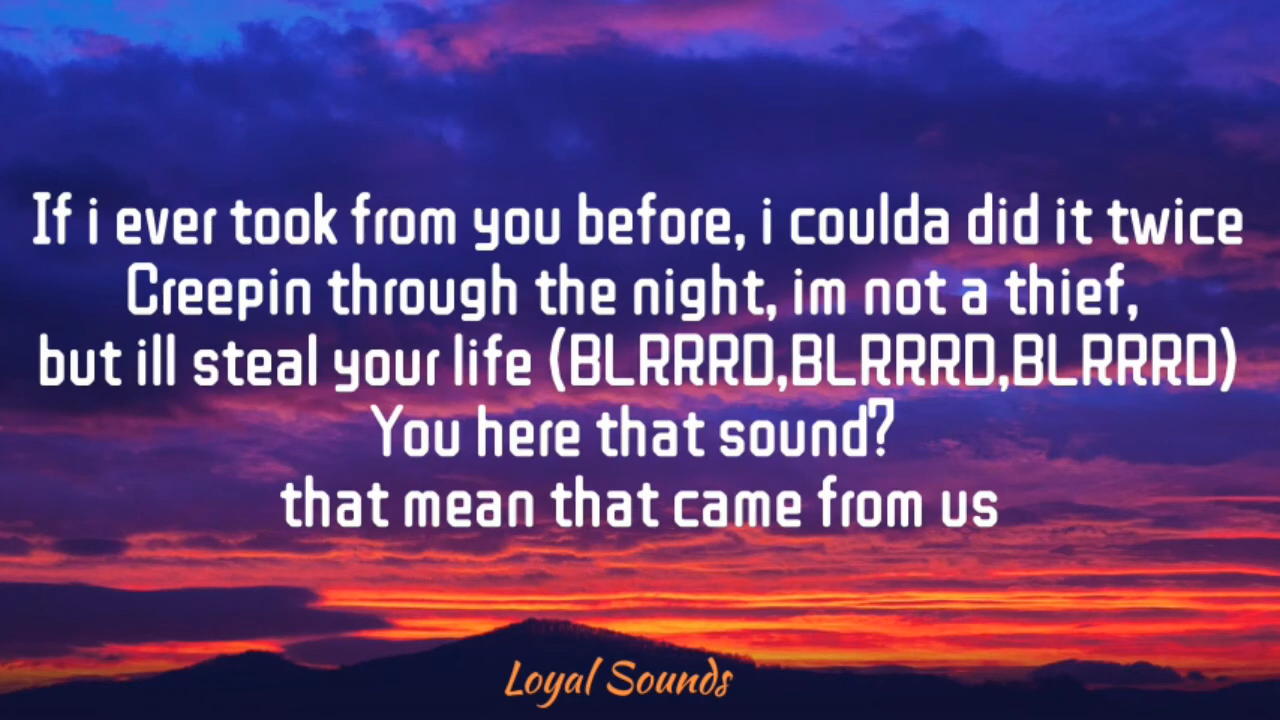 If i ever took from you before, i coulda did it twice
Creepin through the night, im not a thief,
but ill steal your life (BLRRRD,BLRRRD,BLRRRD)
You here that sound?
that mean that came from us
Loyal Sounds